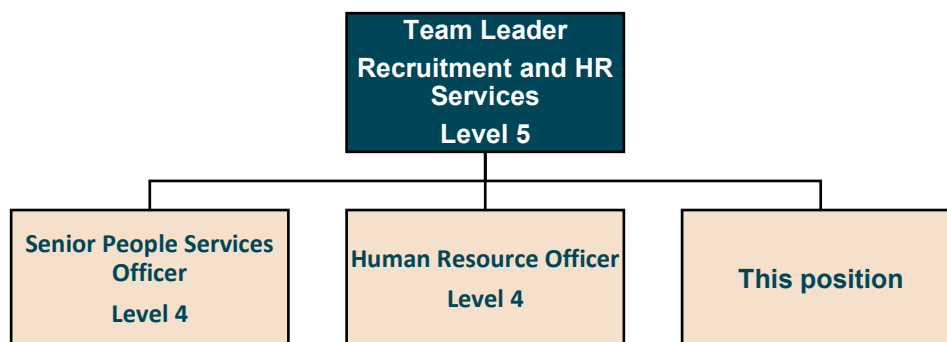 Team Leader
Recruitment and HR
Services
Level 5
Senior People Services
Officer
Level 4
Human Resource Officer
Level 4
This position